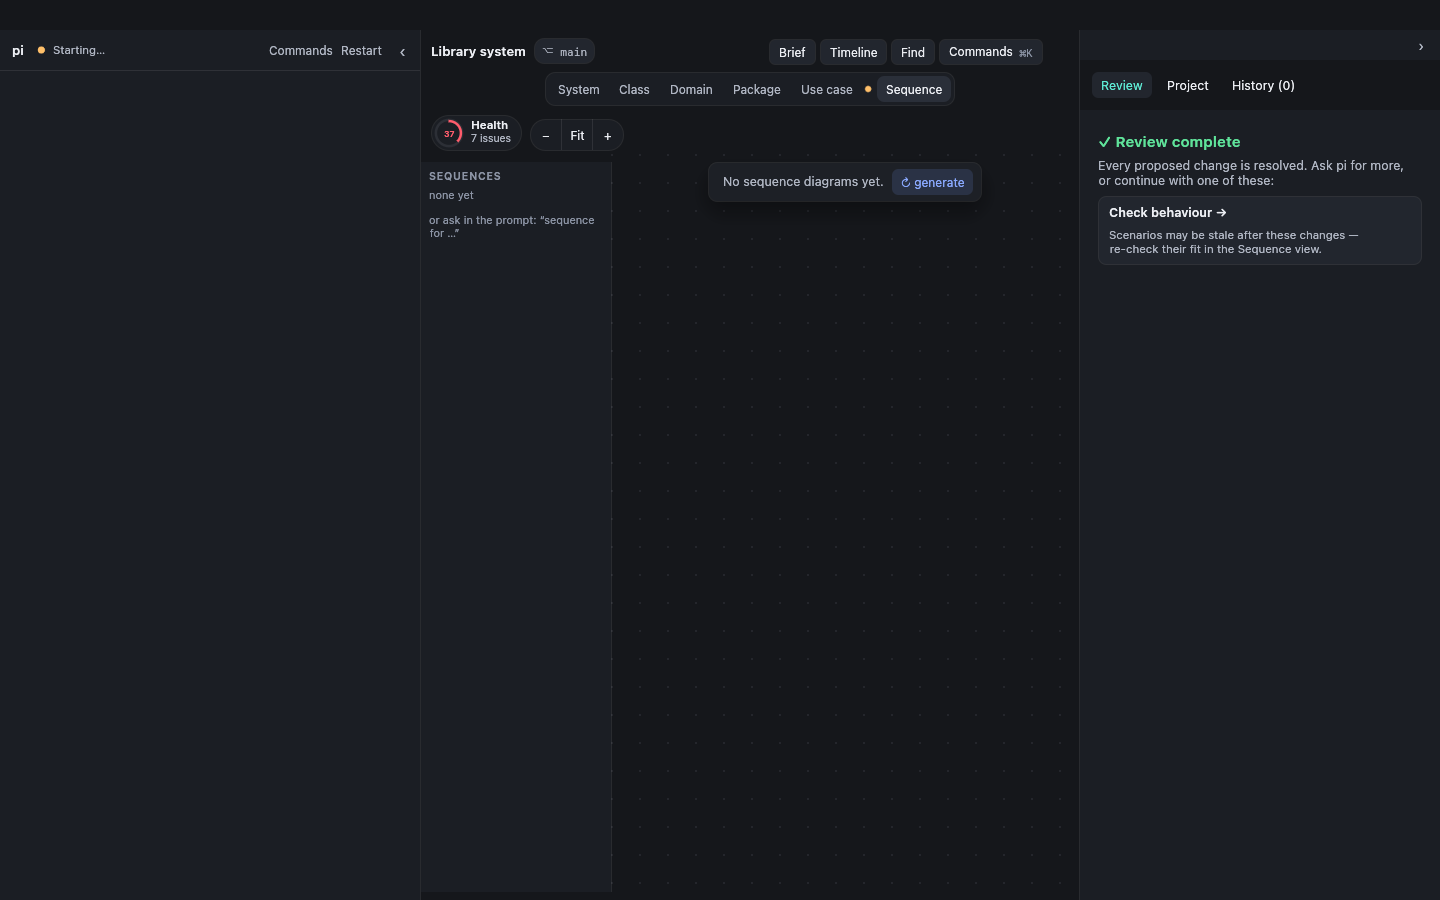 pi Starting... Commands Restart ‹
Library system ⌥ main Brief Timeline Find Commands ⌘K
System Class Domain Package Use case Sequence
37 Health
7 issues
− Fit +
SEQUENCES
none yet
or ask in the prompt: “sequence
for ...”
No sequence diagrams yet. ↻ generate
›
Review Project History (0)
✓ Review complete
Every proposed change is resolved. Ask pi for more,
or continue with one of these:
Check behaviour →
Scenarios may be stale after these changes —
re-check their fit in the Sequence view.